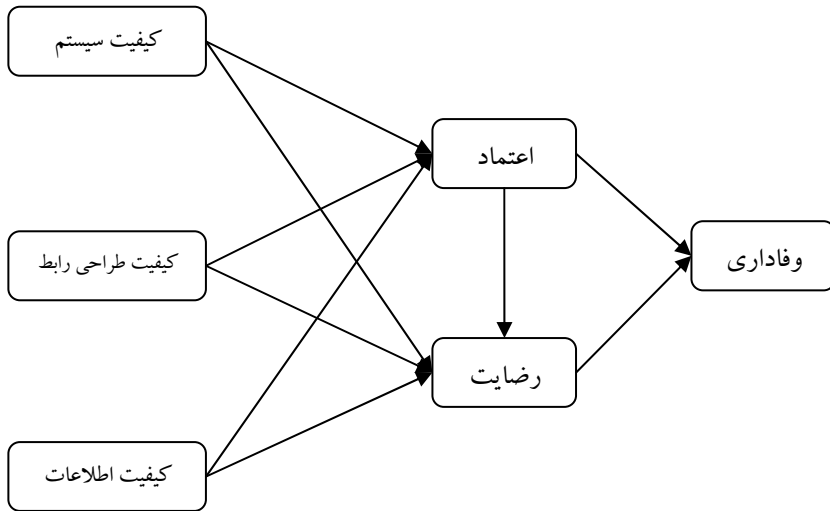 کیفیت سیستم
اعتماد
کیفیت طراحی رابط
وفاداری
رضایت
کیفیت اطلاعات